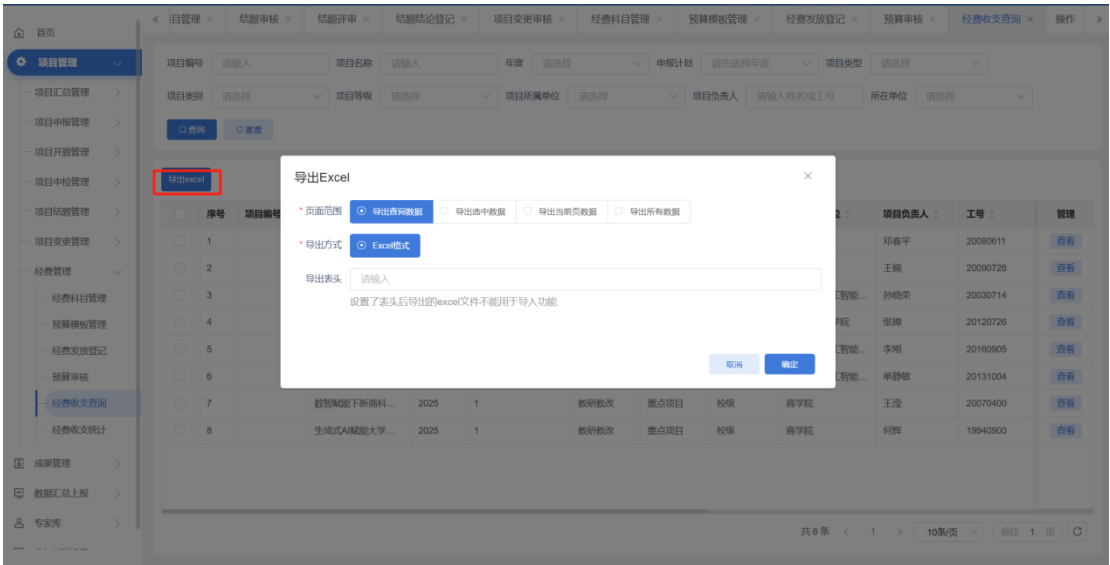 首页
« 目管理 × 结题审核 × 结题评审 × 结题结论登记 × 项目变更审核 × 经费科目管理 × 预算模板管理 × 经费发放登记 × 预算审核 × 经费收支查询 × 操作 »
项目管理
项目编号 请输入 项目名称 请输入 年度 请选择 申报计划 请先选择年度 项目类型 请选择
项目类别 请选择 项目等级 请选择 项目所属单位 请选择 项目负责人 请输入姓名或工号 所在单位 请选择
查询 重置
项目汇总管理
项目申报管理
项目开题管理
项目中检管理
项目结题管理
项目变更管理
经费管理
经费科目管理
预算模板管理
经费发放登记
预算审核
经费收支查询
经费收支统计
成果管理
数据汇总上报
专家库
导出excel
导出Excel ×
* 页面范围 导出查询数据 导出选中数据 导出当前页数据 导出所有数据
* 导出方式 Excel格式
导出表头 请输入
设置了表头后导出的excel文件不能用于导入功能
取消 确定
序号 项目编号 项目负责人 工号 管理
1 邓春平 20080611 查看
2 王楠 20090726 查看
3 工智能... 孙晓荣 20030714 查看
4 学院 张婵 20120726 查看
5 工智能... 李刚 20160905 查看
6 工智能... 单静敏 20131004 查看
7 数智赋能下新商科... 2025 1 教研教改 重点项目 校级 商学院 王滢 20070400 查看
8 生成式AI赋能大学... 2025 1 教研教改 重点项目 校级 商学院 何辉 19940900 查看
共 8 条 < 1 > 10条/页 前往 1 页